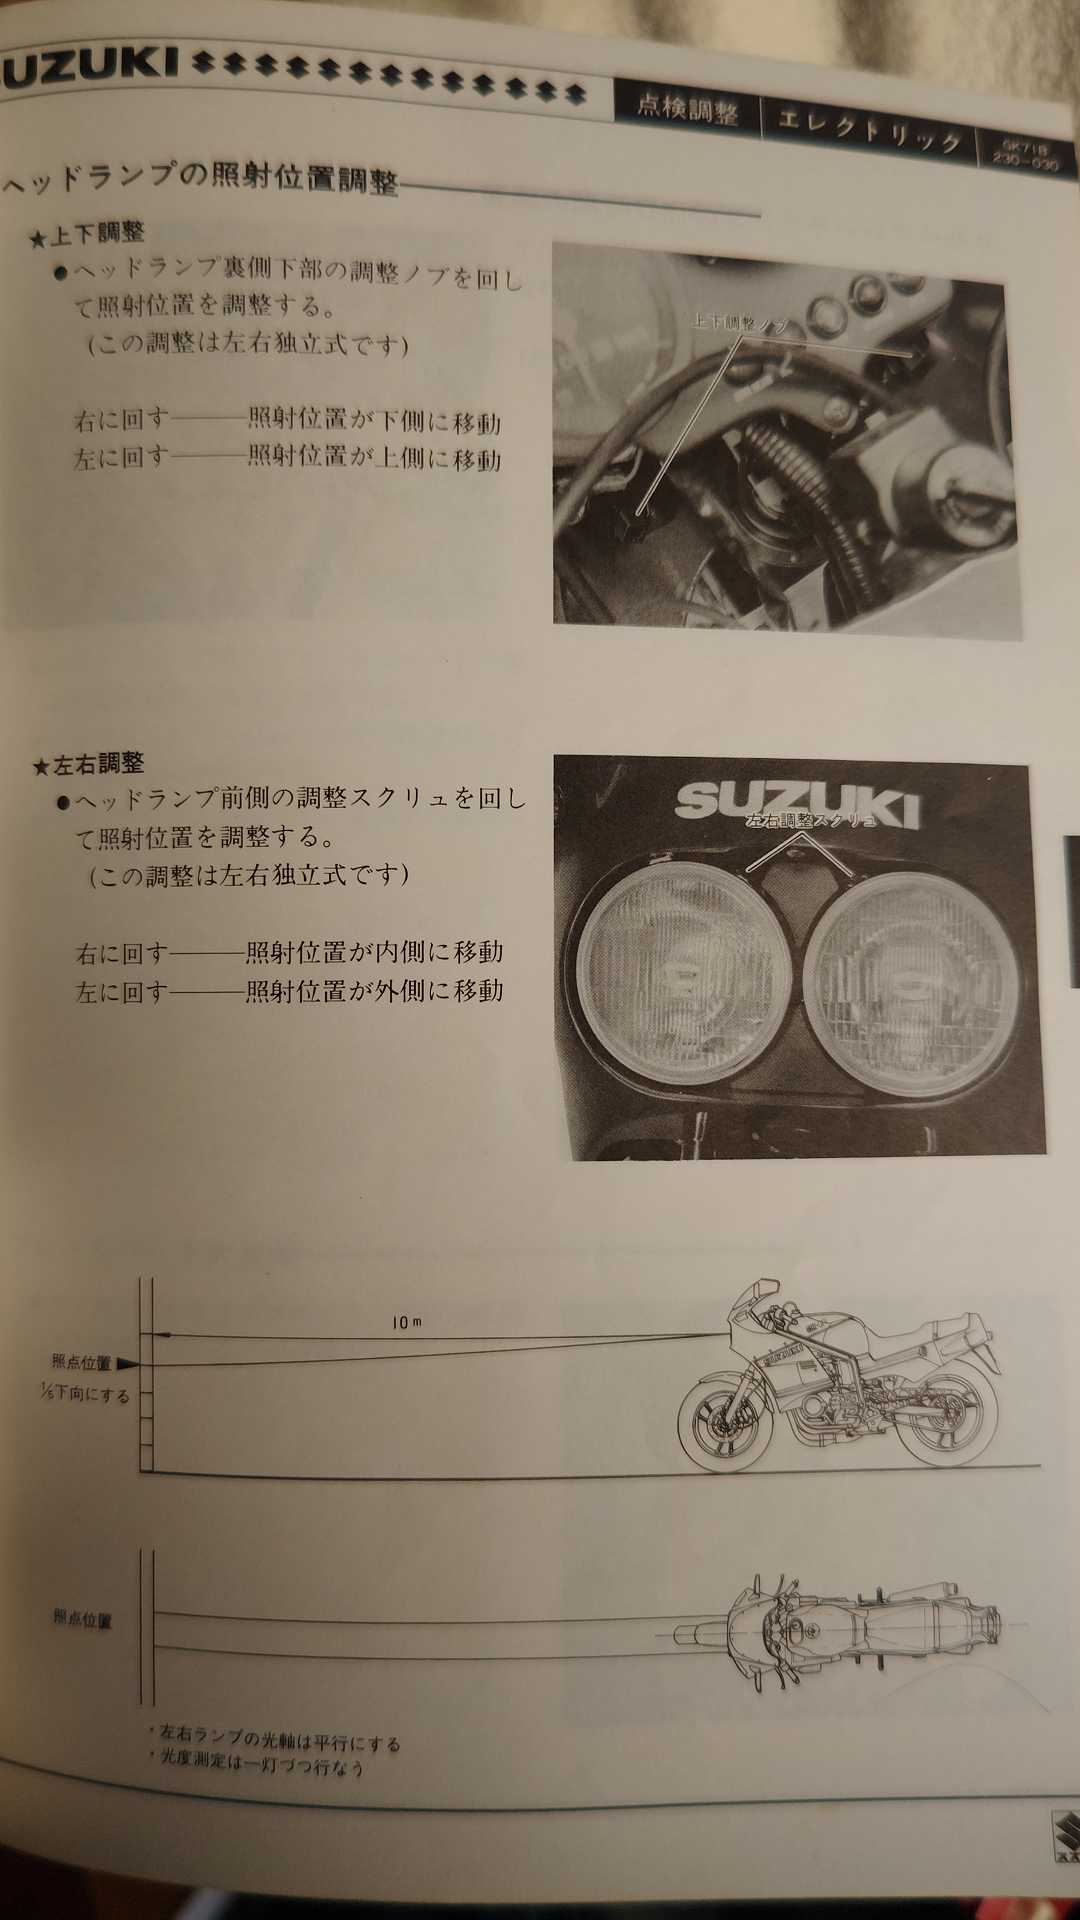 SUZUKI
点検調整 エレクトリック GK71B
230-030
ヘッドランプの照射位置調整
★上下調整
●ヘッドランプ裏側下部の調整ノブを回し
て照射位置を調整する。
(この調整は左右独立式です)
右に回す———照射位置が下側に移動
左に回す———照射位置が上側に移動
上下調整ノブ
★左右調整
●ヘッドランプ前側の調整スクリュを回し
て照射位置を調整する。
(この調整は左右独立式です)
右に回す———照射位置が内側に移動
左に回す———照射位置が外側に移動
SUZUKI
左右調整スクリュ
10m
照点位置
1/5下向にする
SUZUKI
照点位置
・左右ランプの光軸は平行にする
・光度測定は一灯づつ行なう